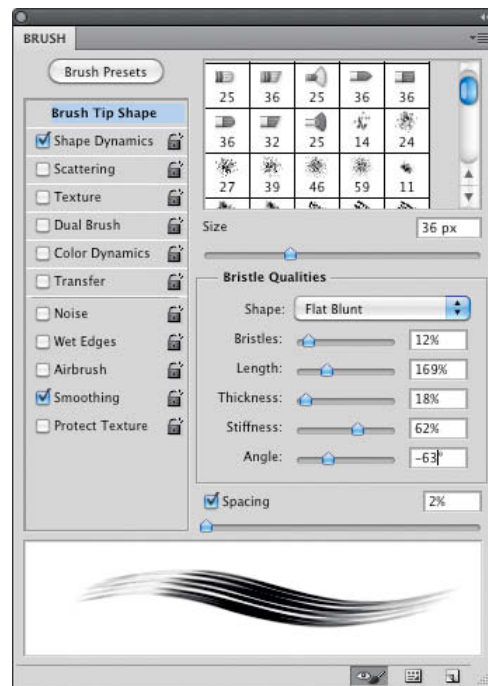 BRUSH
Brush Presets
Brush Tip Shape
Shape Dynamics
Scattering
Texture
Dual Brush
Color Dynamics
Transfer
Noise
Wet Edges
Airbrush
Smoothing
Protect Texture
25 36 25 36 36
36 32 25 14 24
27 39 46 59 11
Size 36 px
Bristle Qualities
Shape: Flat Blunt
Bristles: 12%
Length: 169%
Thickness: 18%
Stiffness: 62%
Angle: -63°
Spacing 2%